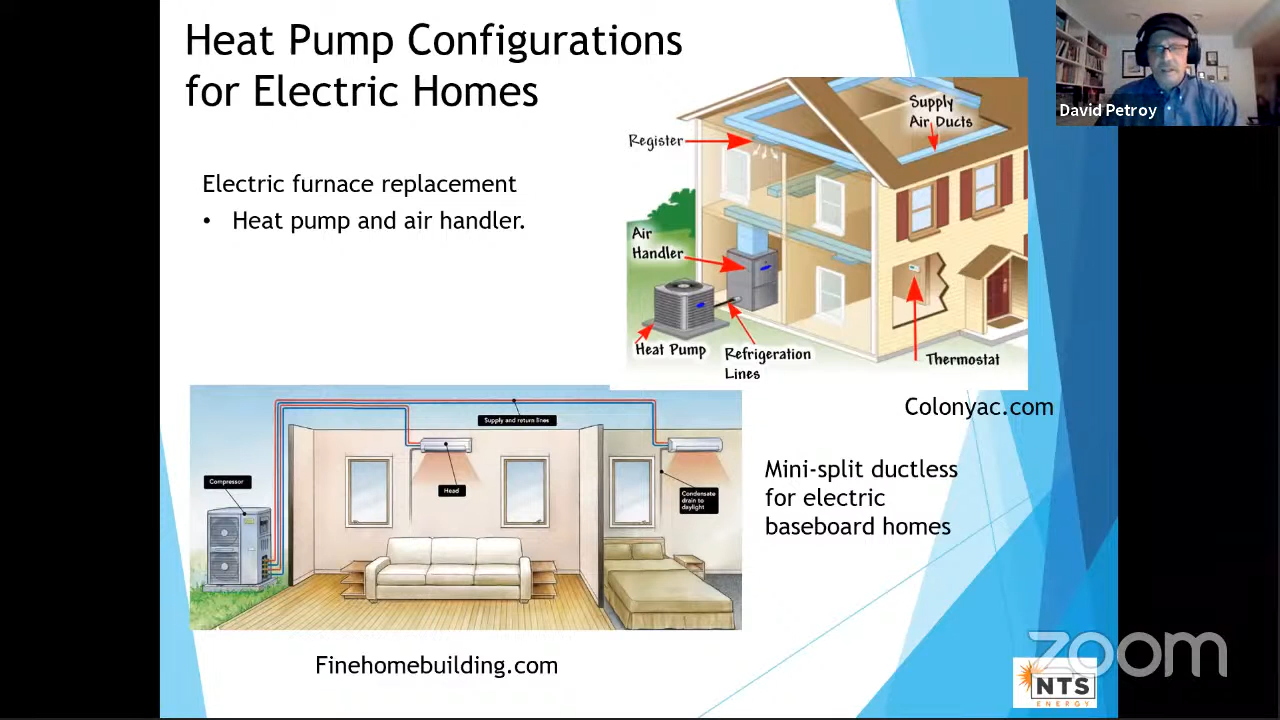 Heat Pump Configurations
for Electric Homes
David Petroy
Electric furnace replacement
• Heat pump and air handler.
Supply
Air Ducts
Register
Air
Handler
Heat Pump
Refrigeration
Lines
Thermostat
Colonyac.com
Supply and return lines
Compressor
Head
Condensate
drain to
daylight
Mini-split ductless
for electric
baseboard homes
Finehomebuilding.com
zoom
NTS
ENERGY